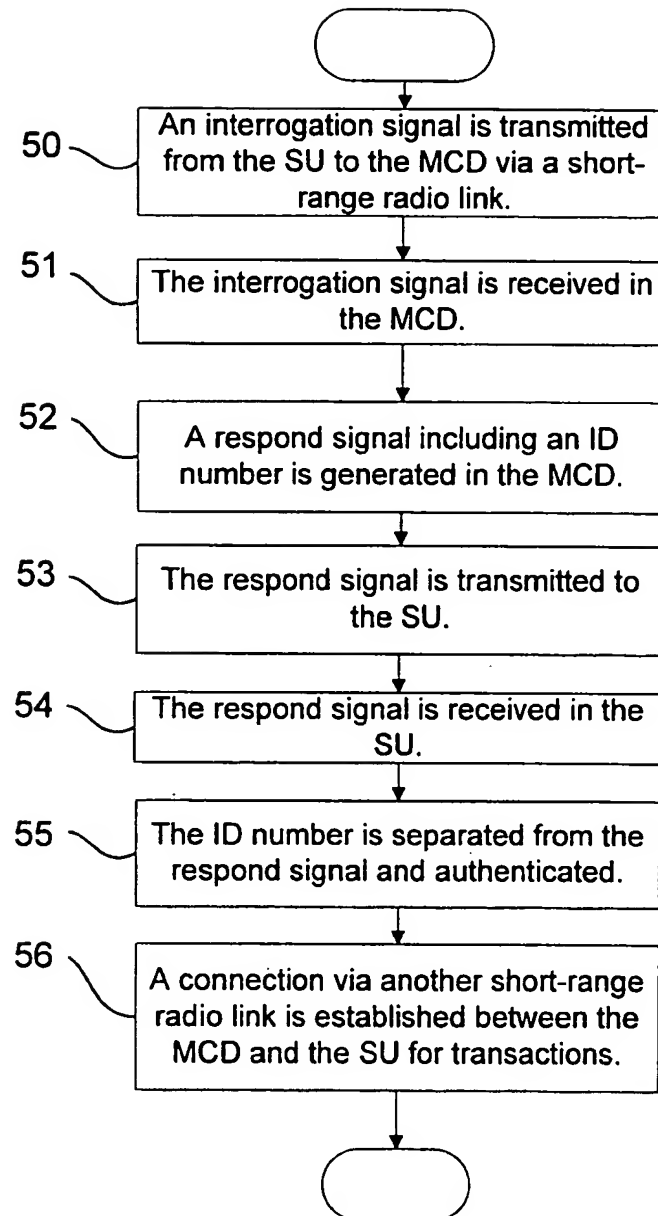 50
An interrogation signal is transmitted
from the SU to the MCD via a short-
range radio link.
51
The interrogation signal is received in
the MCD.
52
A respond signal including an ID
number is generated in the MCD.
53
The respond signal is transmitted to
the SU.
54
The respond signal is received in the
SU.
55
The ID number is separated from the
respond signal and authenticated.
56
A connection via another short-range
radio link is established between the
MCD and the SU for transactions.